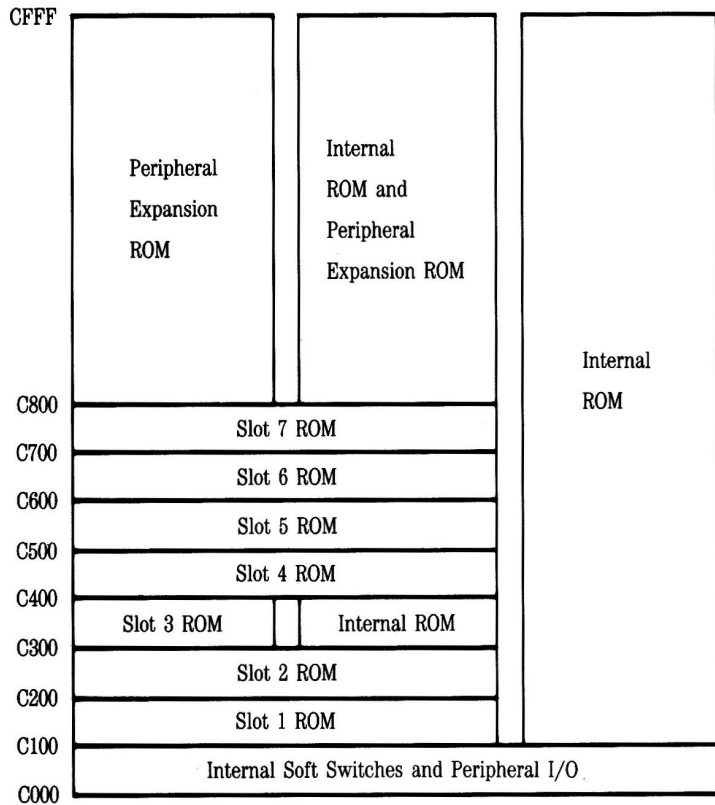 CFFF
Peripheral
Expansion
ROM
Internal
ROM and
Peripheral
Expansion ROM
Internal
ROM
C800
Slot 7 ROM
C700
Slot 6 ROM
C600
Slot 5 ROM
C500
Slot 4 ROM
C400
Slot 3 ROM
Internal ROM
C300
Slot 2 ROM
C200
Slot 1 ROM
C100
Internal Soft Switches and Peripheral I/O
C000